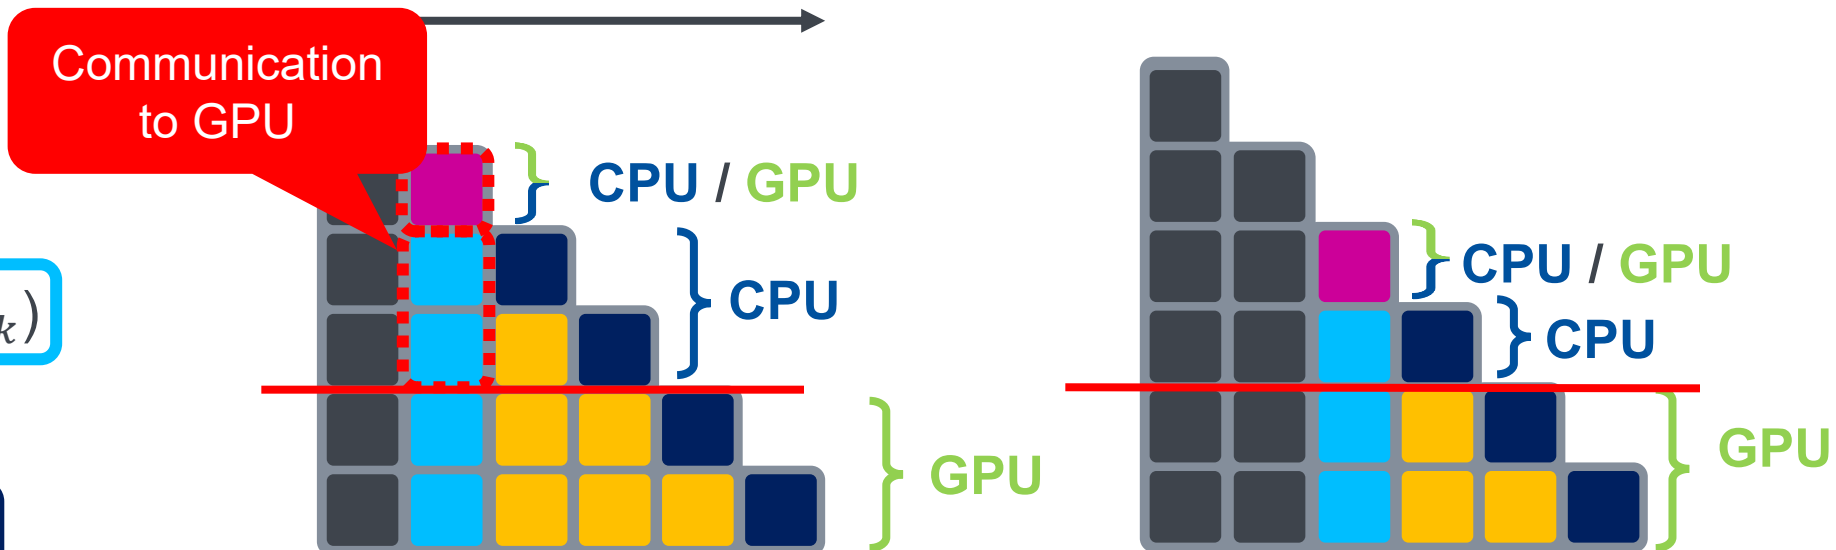 Communication
to GPU
CPU / GPU
CPU
GPU
k)
CPU / GPU
CPU
GPU